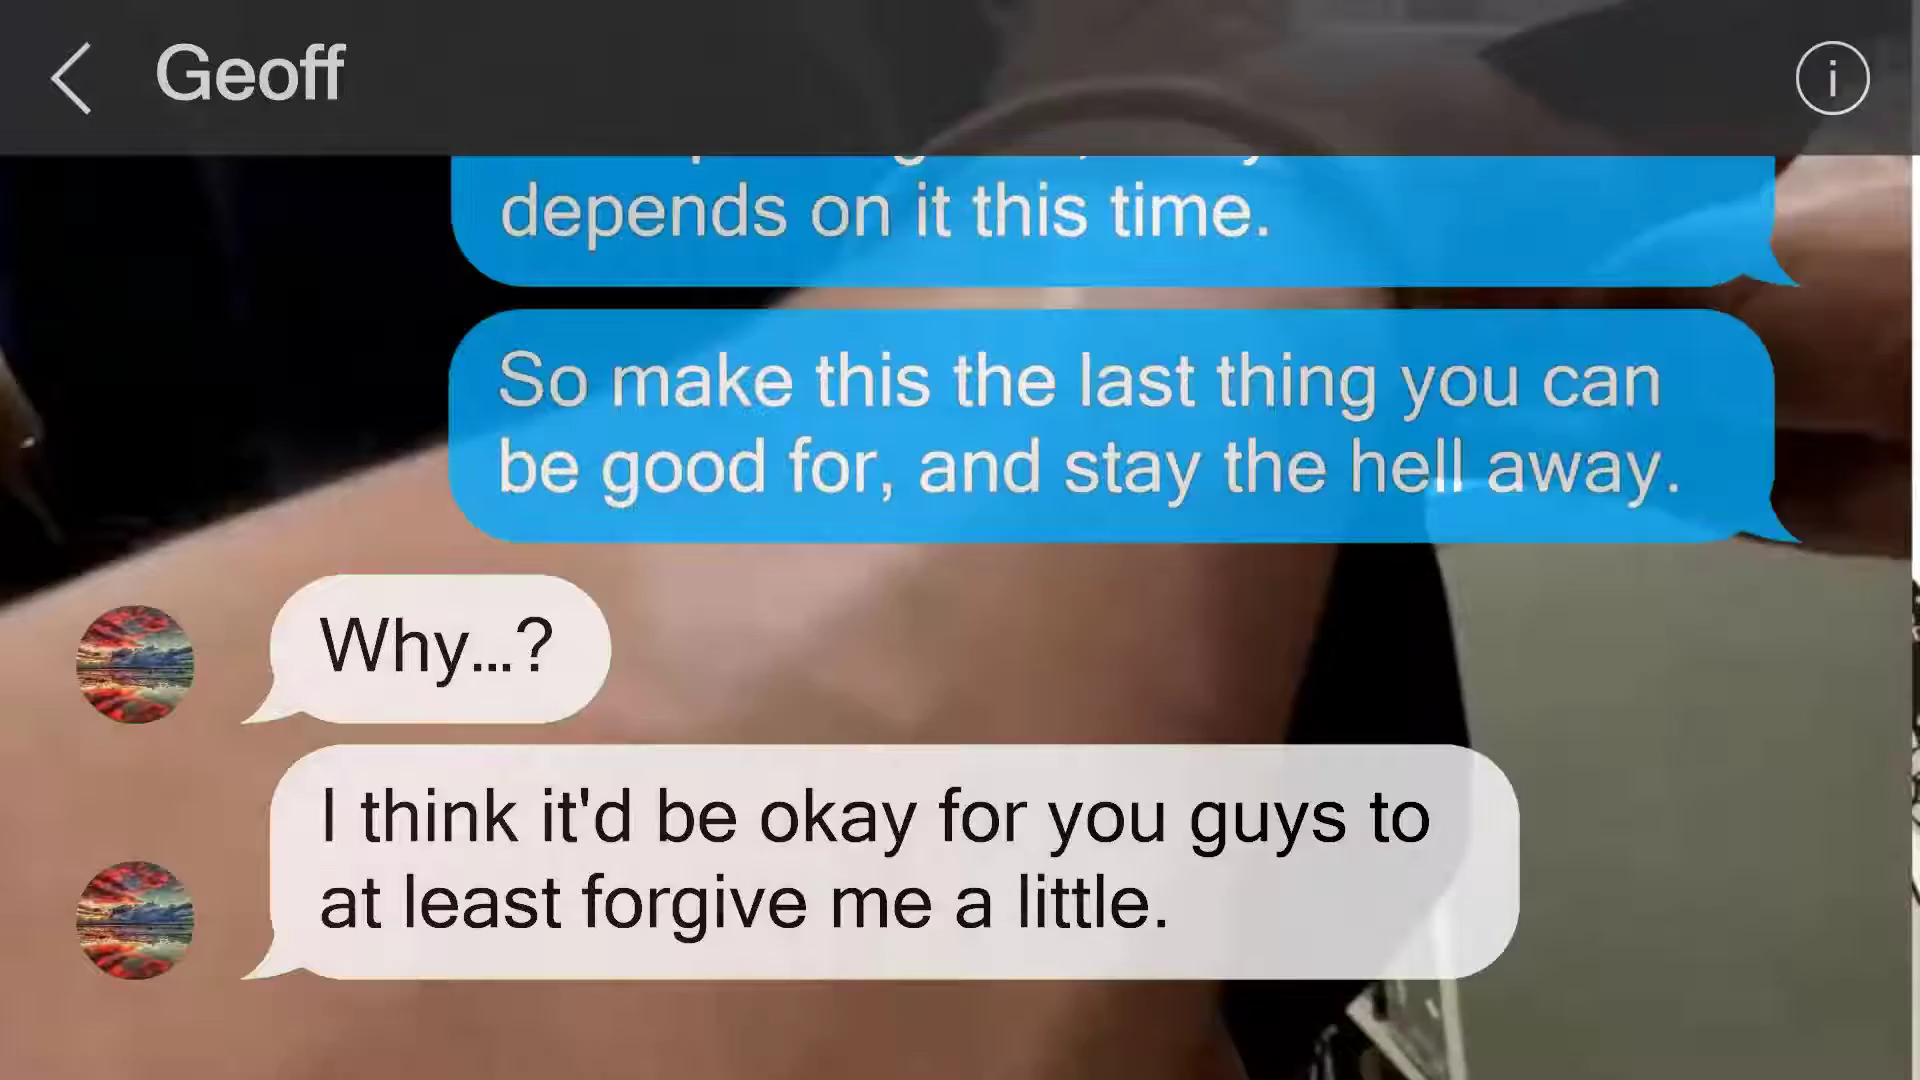 Geoff
depends on it this time.
So make this the last thing you can
be good for, and stay the hell away.
Why...?
I think it'd be okay for you guys to
at least forgive me a little.